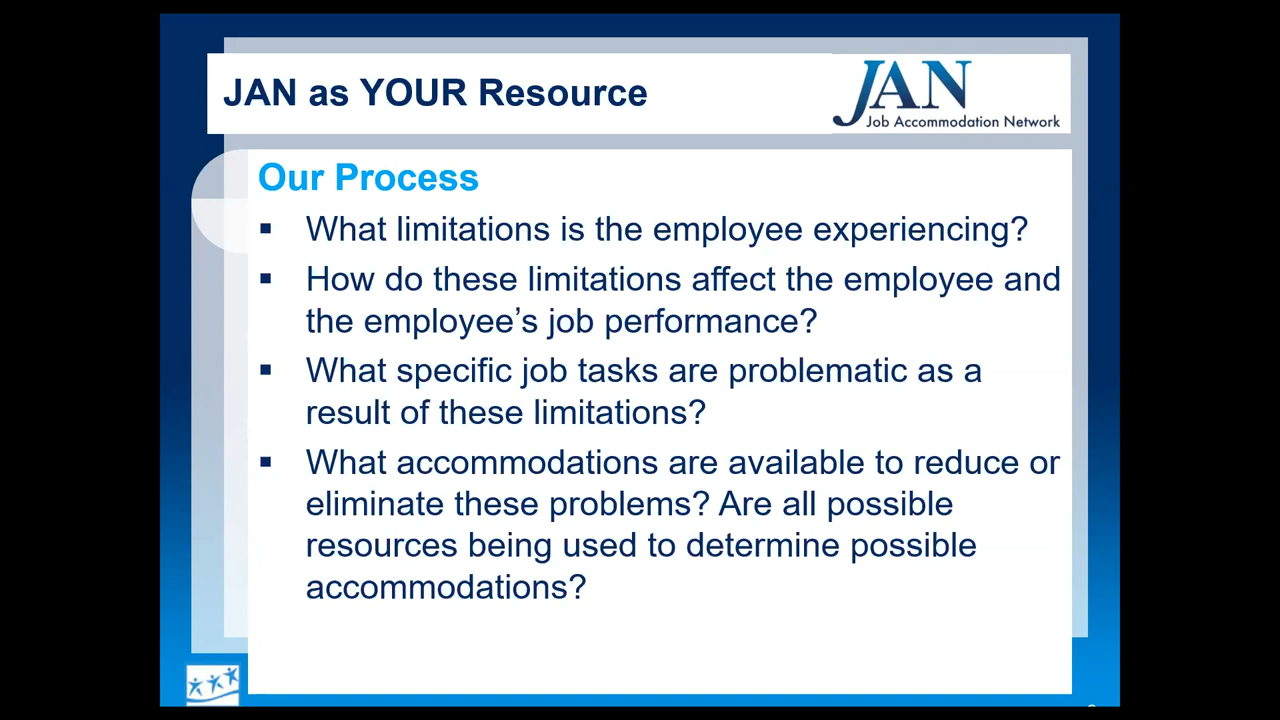 JAN as YOUR Resource
JAN
Job Accommodation Network
Our Process
▪ What limitations is the employee experiencing?
▪ How do these limitations affect the employee and
the employee’s job performance?
▪ What specific job tasks are problematic as a
result of these limitations?
▪ What accommodations are available to reduce or
eliminate these problems? Are all possible
resources being used to determine possible
accommodations?